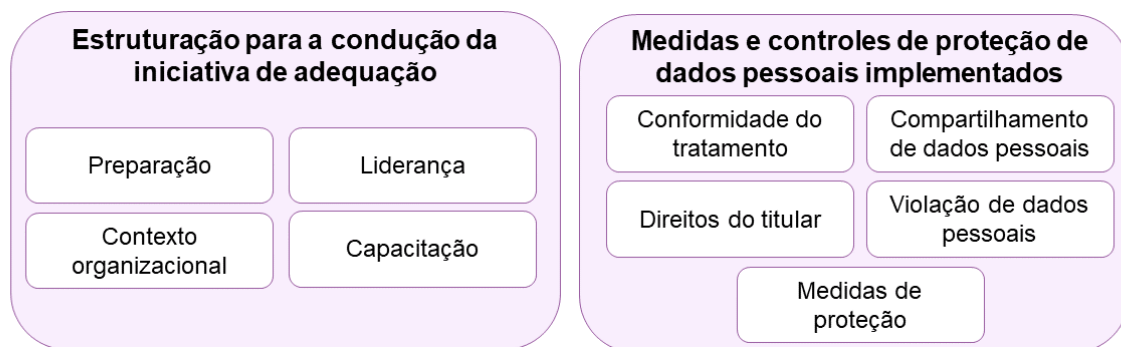 Estruturação para a condução da
iniciativa de adequação
Preparação
Liderança
Contexto
organizacional
Capacitação
Medidas e controles de proteção de
dados pessoais implementados
Conformidade do
tratamento
Compartilhamento
de dados pessoais
Direitos do titular
Violação de dados
pessoais
Medidas de
proteção